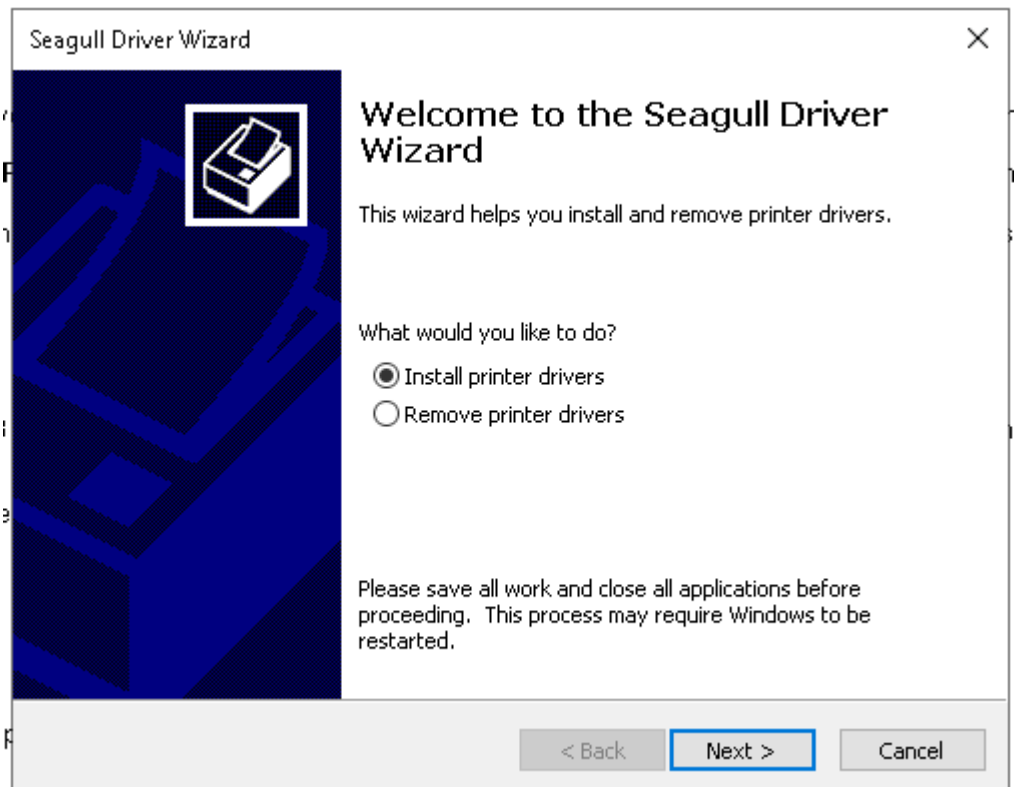 Seagull Driver Wizard
Welcome to the Seagull Driver
Wizard
This wizard helps you install and remove printer drivers.
What would you like to do?
Install printer drivers
Remove printer drivers
Please save all work and close all applications before
proceeding.  This process may require Windows to be
restarted.
< Back
Next >
Cancel